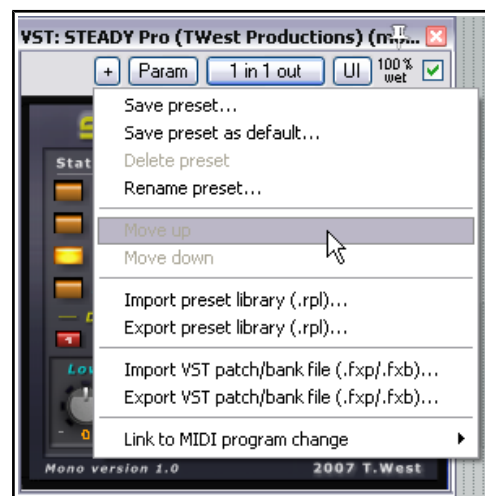 VST: STEADY Pro (TWest Productions) (m...
+ Param 1 in 1 out UI 100% wet
Save preset...
Save preset as default...
Stat
Delete preset
Rename preset...
Move up
Move down
Import preset library (.rpl)...
Export preset library (.rpl)...
Import VST patch/bank file (.fxp/.fxb)...
Export VST patch/bank file (.fxp/.fxb)...
Link to MIDI program change
Mono version 1.0 2007 T.West